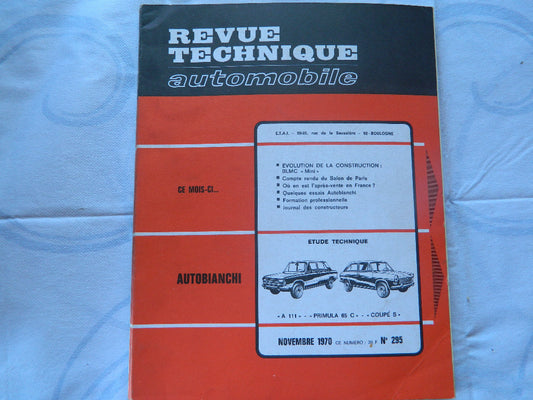 REVUE
TECHNIQUE
automobile
E.T.A.I. - 20-22, rue de la Saussière - 92-BOULOGNE
CE MOIS-CI...
■ EVOLUTION DE LA CONSTRUCTION :
BLMC « Mini »
■ Compte rendu du Salon de Paris
■ Où en est l'après-vente en France ?
■ Quelques essais Autobianchi
■ Formation professionnelle
■ Journal des constructeurs
ETUDE TECHNIQUE
AUTOBIANCHI
- A 111 - - - PRIMULA 65 C - - - COUPÉ S -
NOVEMBRE 1970 CE NUMERO : F N° 295